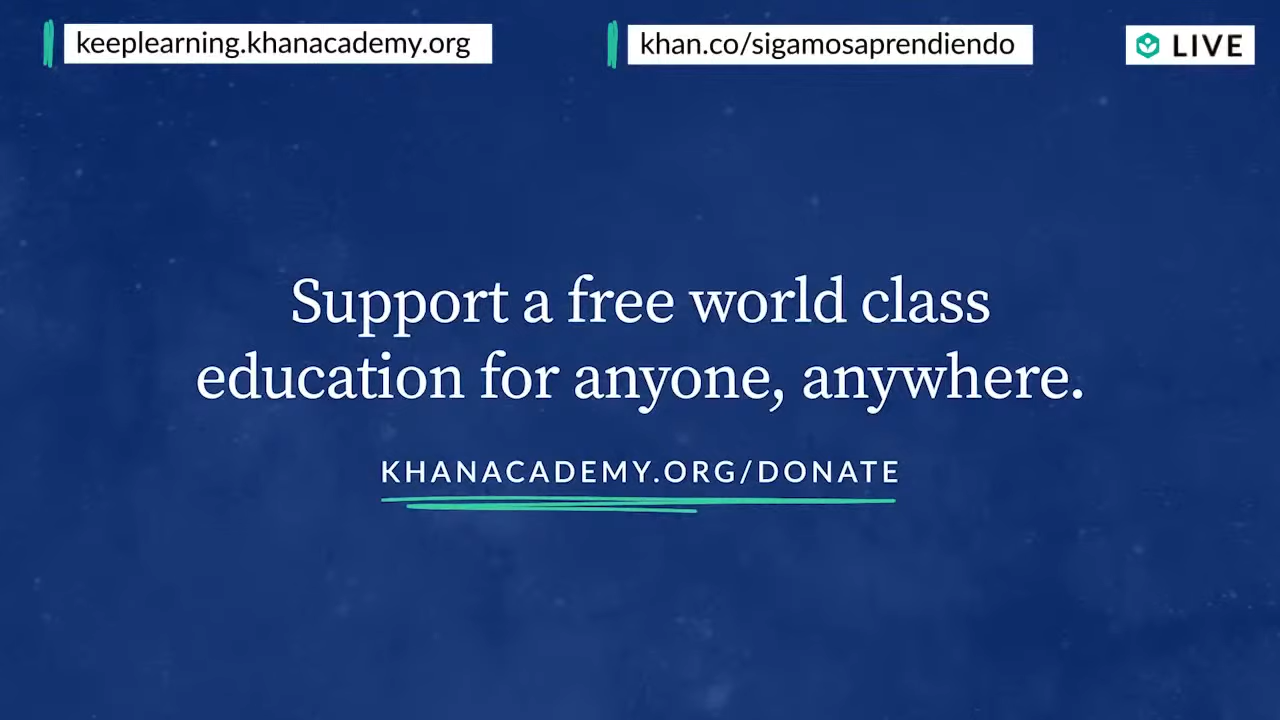 keeplearning.khanacademy.org
khan.co/sigamosaprendiendo
LIVE
Support a free world class
education for anyone, anywhere.
KHANACADEMY.ORG/DONATE